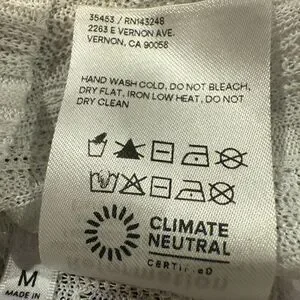 35453 / RN143248
2263 E VERNON AVE.
VERNON, CA 90058
HAND WASH COLD, DO NOT BLEACH,
DRY FLAT, IRON LOW HEAT, DO NOT
DRY CLEAN
CLIMATE
NEUTRAL
CERTIFIED
M
MADE IN